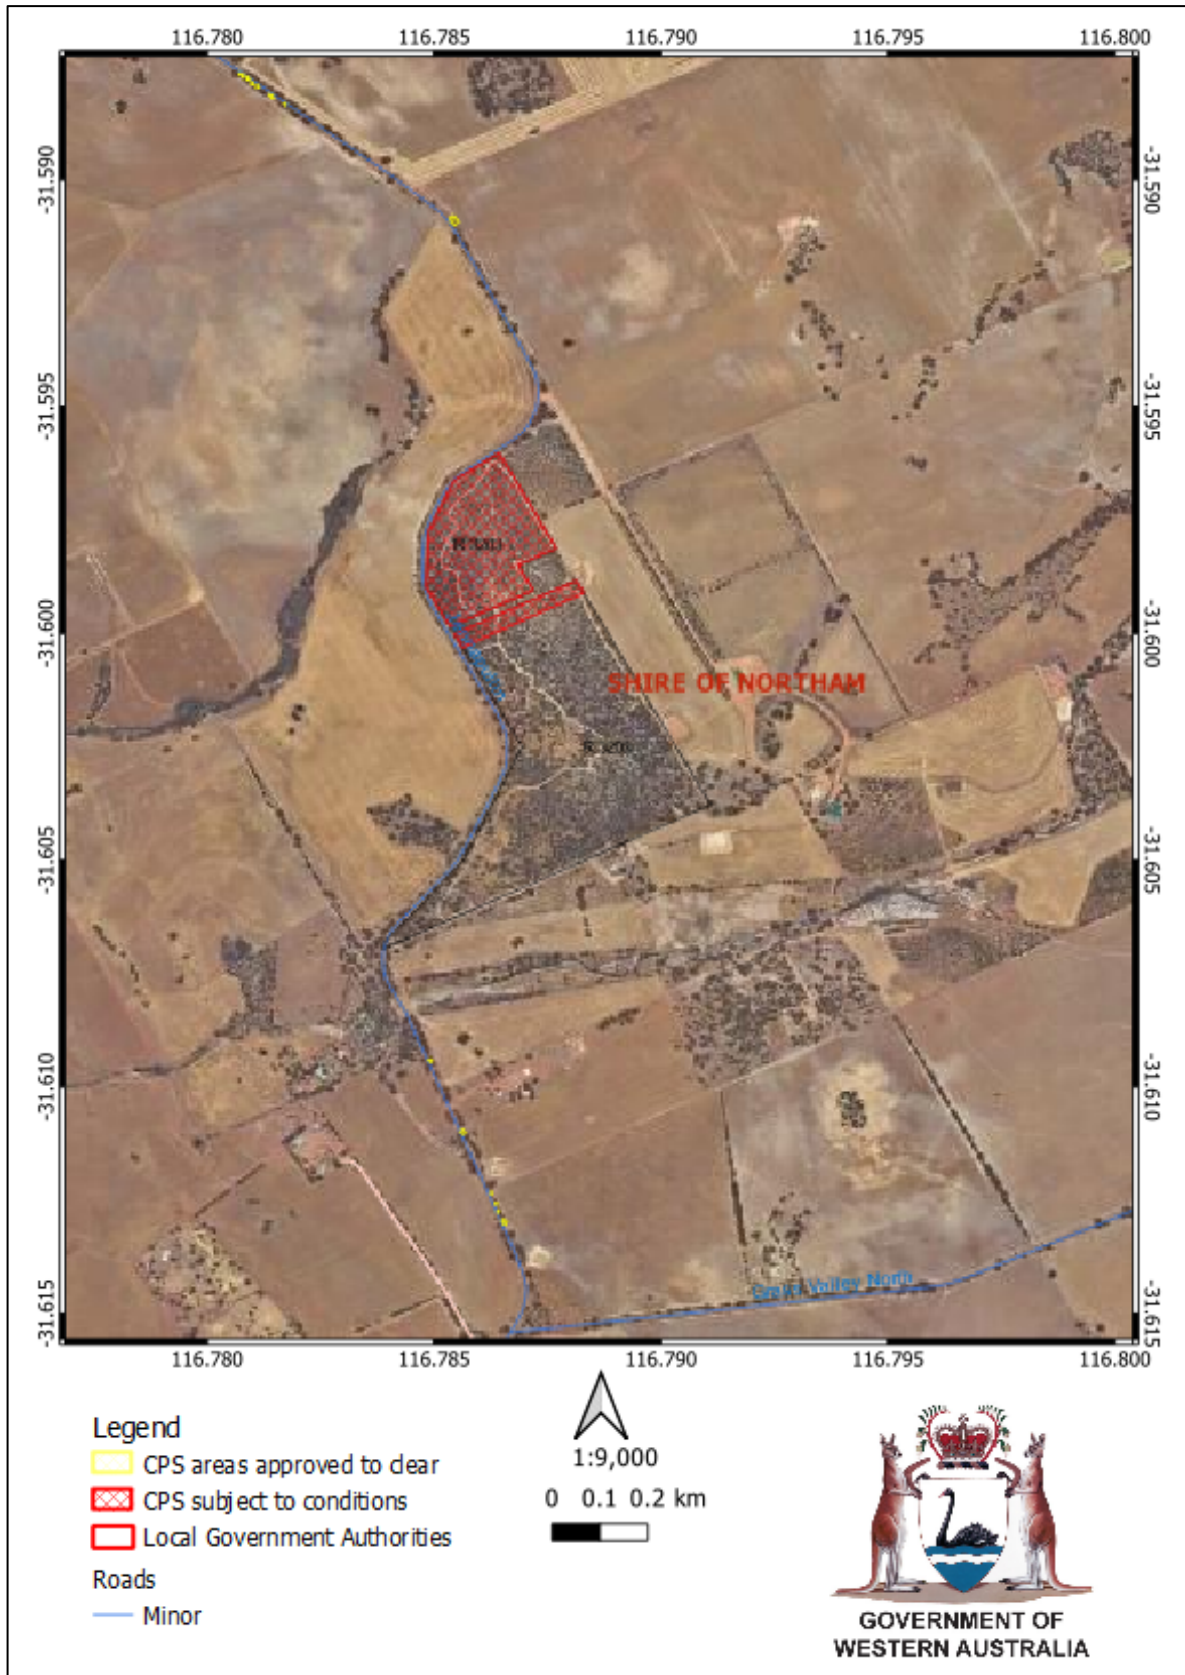 116.780 116.785 116.790 116.795 116.800
-31.590 -31.590
-31.595 -31.595
-31.600 -31.600
SHIRE OF NORTHAM
-31.605 -31.605
-31.610 -31.610
Valley North
-31.615 -31.615
116.780 116.785 116.790 116.795 116.800
Legend
CPS areas approved to clear
CPS subject to conditions
Local Government Authorities
Roads
Minor
1:9,000
0 0.1 0.2 km
GOVERNMENT OF
WESTERN AUSTRALIA